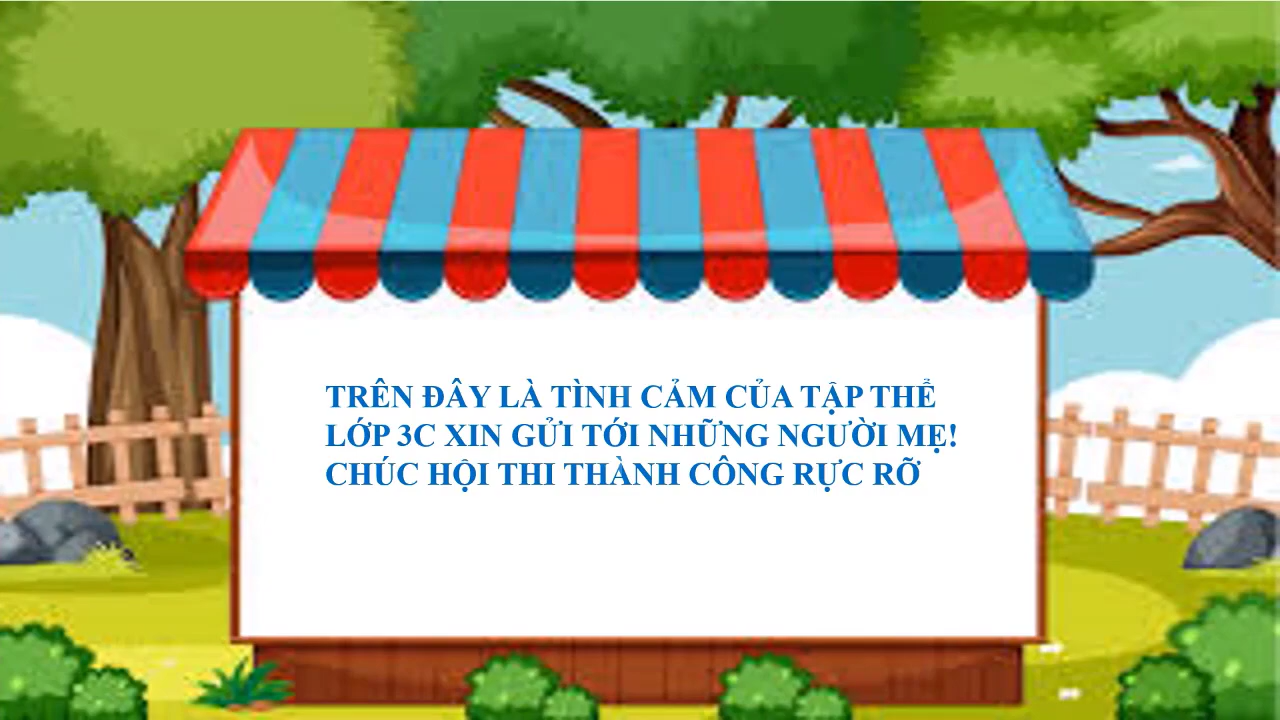 TRÊN ĐÂY LÀ TÌNH CẢM CỦA TẬP THỂ
LỚP 3C XIN GỬI TỚI NHỮNG NGƯỜI MẸ!
CHÚC HỘI THI THÀNH CÔNG RỰC RỠ